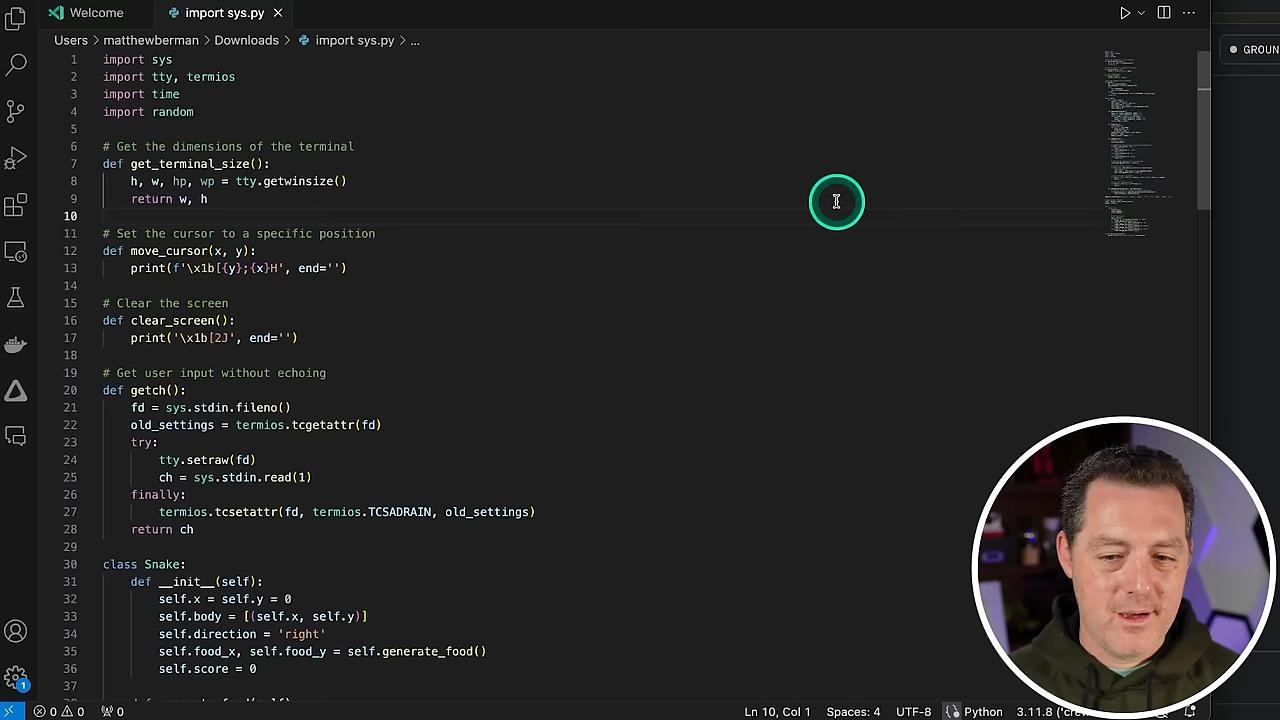 Welcome
import sys.py
Users > matthewberman > Downloads > import sys.py > ...
GROUN
1 import sys
2 import tty, termios
3 import time
4 import random
5
6 # Get the dimensions of the terminal
7 def get_terminal_size():
8 h, w, hp, wp = tty.getwinsize()
9 return w, h
10
11 # Set the cursor to a specific position
12 def move_cursor(x, y):
13 print(f'\x1b[{y};{x}H', end='')
14
15 # Clear the screen
16 def clear_screen():
17 print('\x1b[2J', end='')
18
19 # Get user input without echoing
20 def getch():
21 fd = sys.stdin.fileno()
22 old_settings = termios.tcgetattr(fd)
23 try:
24 tty.setraw(fd)
25 ch = sys.stdin.read(1)
26 finally:
27 termios.tcsetattr(fd, termios.TCSADRAIN, old_settings)
28 return ch
29
30 class Snake:
31 def __init__(self):
32 self.x = self.y = 0
33 self.body = [(self.x, self.y)]
34 self.direction = 'right'
35 self.food_x, self.food_y = self.generate_food()
36 self.score = 0
37
1
0 0 0 Ln 10, Col 1 Spaces: 4 UTF-8 Python 3.11.8